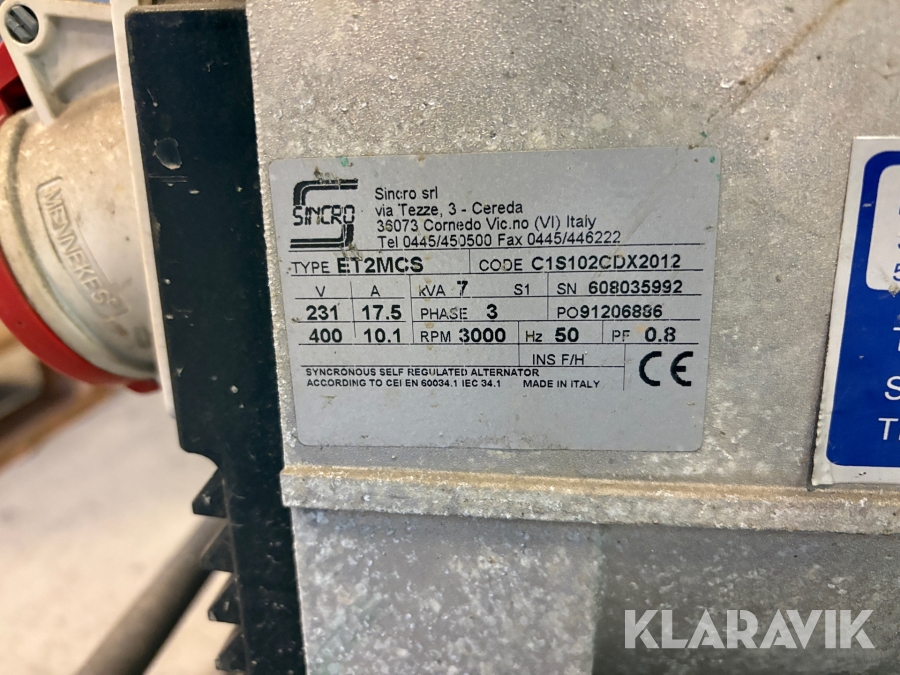 MENNEKES
SINCRO
Sincro srl
via Tezze, 3 - Cereda
36073 Cornedo Vic.no (VI) Italy
Tel 0445/450500 Fax 0445/446222
TYPE ET2MCS CODE C1S102CDX2012
V A KVA 7 S1 SN 608035992
231 17.5 PHASE 3 PO91206886
400 10.1 RPM 3000 Hz 50 PF 0.8
INS F/H
SYNCRONOUS SELF REGULATED ALTERNATOR
ACCORDING TO CEI EN 60034.1 IEC 34.1 MADE IN ITALY
CE
KLARAVIK